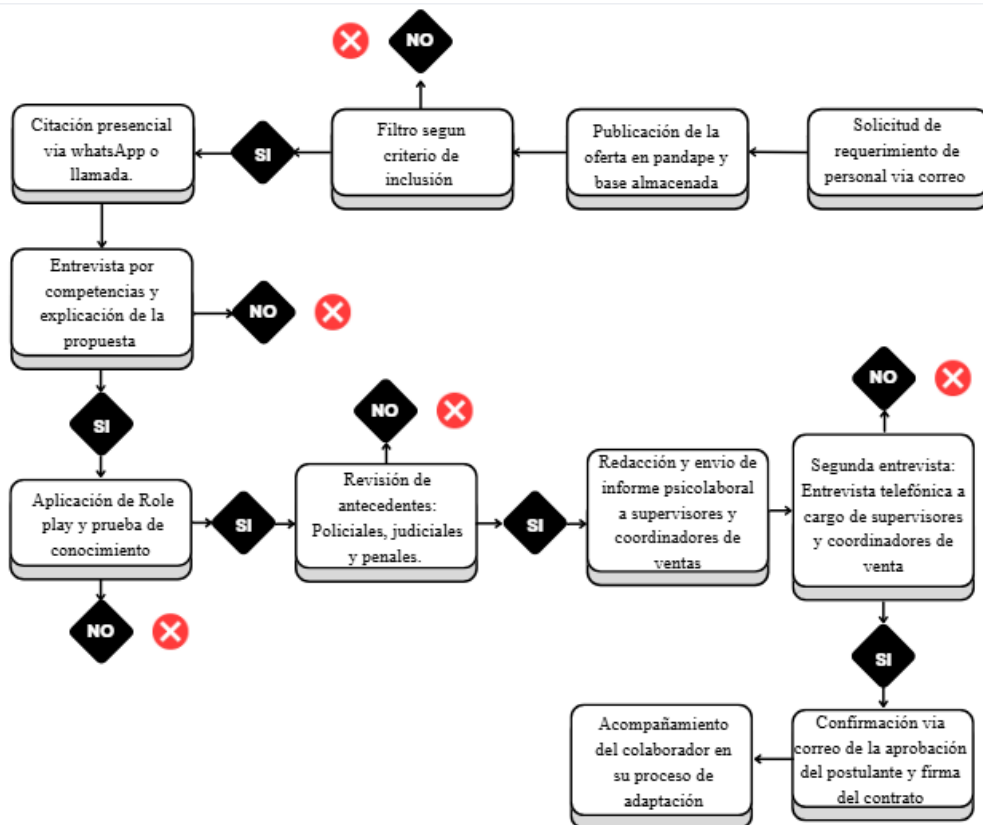 NO
Citación presencial
via whatsApp o
llamada.
SI
Filtro segun
criterio de
inclusión
Publicación de la
oferta en pandape y
base almacenada
Solicitud de
requerimiento de
personal via correo
Entrevista por
competencias y
explicación de la
propuesta
NO
SI
NO
NO
Aplicación de Role
play y prueba de
conocimiento
SI
Revisión de
antecedentes:
Policiales, judiciales
y penales.
SI
Redacción y envio de
informe psicolaboral
a supervisores y
coordinadores de
ventas
Segunda entrevista:
Entrevista telefónica a
cargo de supervisores
y coordinadores de
venta
NO
SI
Acompañamiento
del colaborador en
su proceso de
adaptación
Confirmación via
correo de la aprobación
del postulante y firma
del contrato